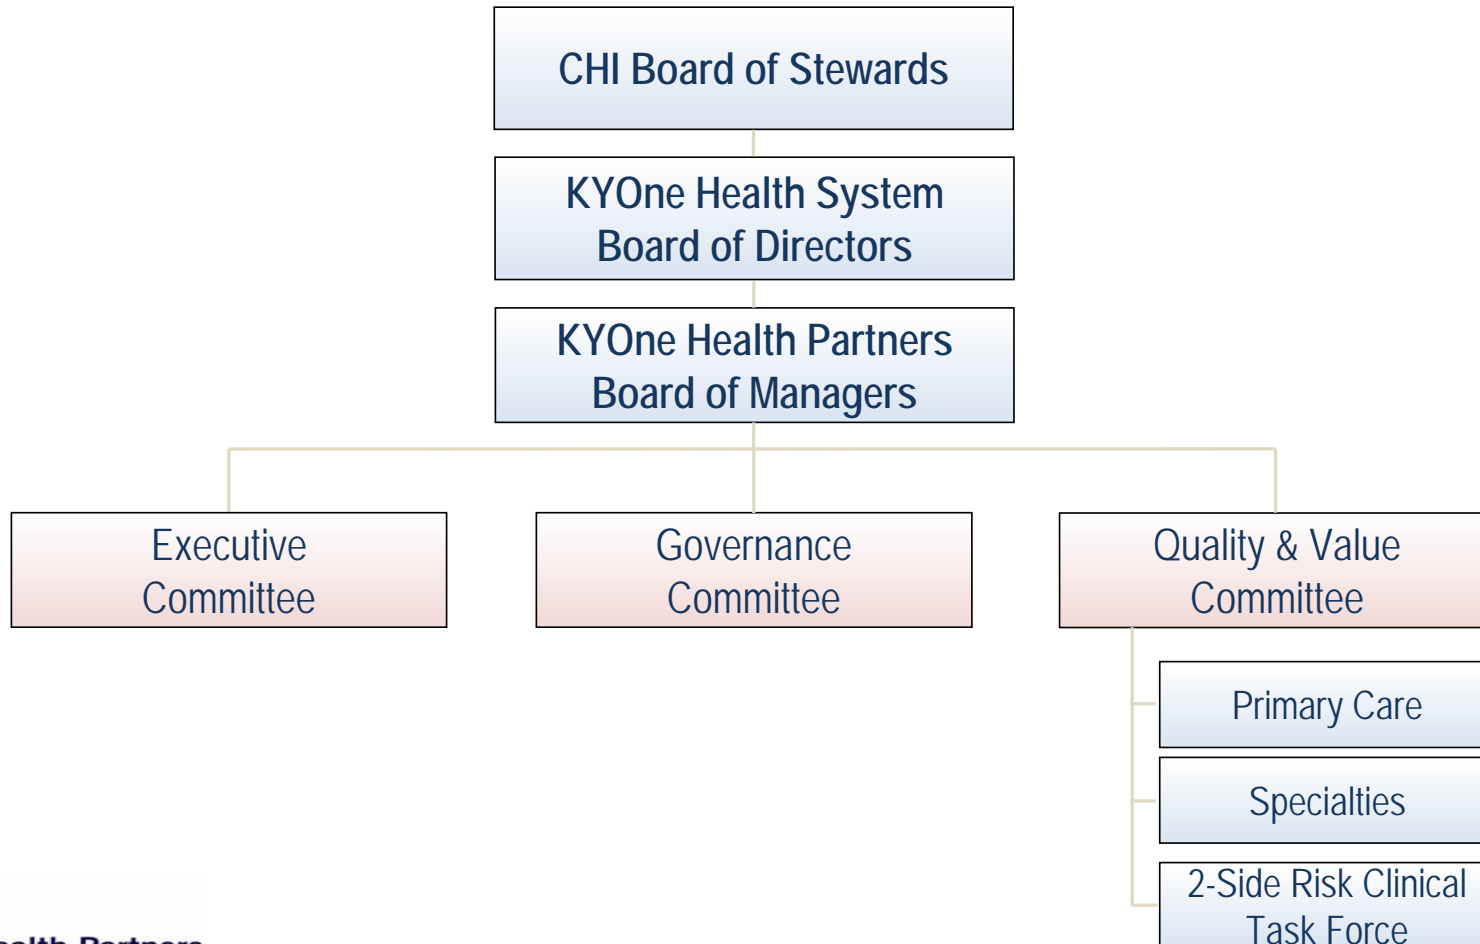 CHI Board of Stewards
KYOne Health System
Board of Directors
KYOne Health Partners
Board of Managers
Executive
Committee
Governance
Committee
Quality & Value
Committee
Primary Care
Specialties
2-Side Risk Clinical
Task Force
Partners